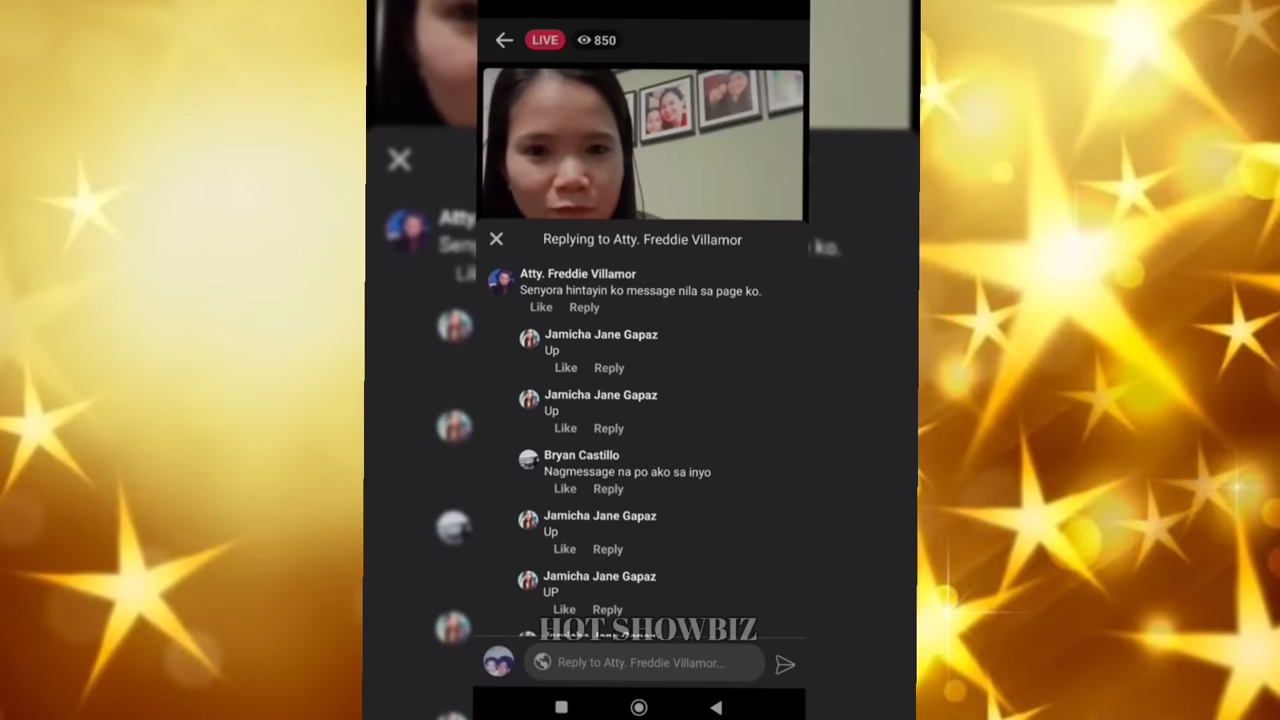 LIVE 850
Replying to Atty. Freddie Villamor
Atty. Freddie Villamor
Senyora hintayin ko message nila sa page ko.
Like Reply
Jamicha Jane Gapaz
Up
Like Reply
Jamicha Jane Gapaz
Up
Like Reply
Bryan Castillo
Nagmessage na po ako sa inyo
Like Reply
Jamicha Jane Gapaz
Up
Like Reply
Jamicha Jane Gapaz
UP
Like Reply
HOT SHOWBIZ
Reply to Atty. Freddie Villamor...
Atty
ko.